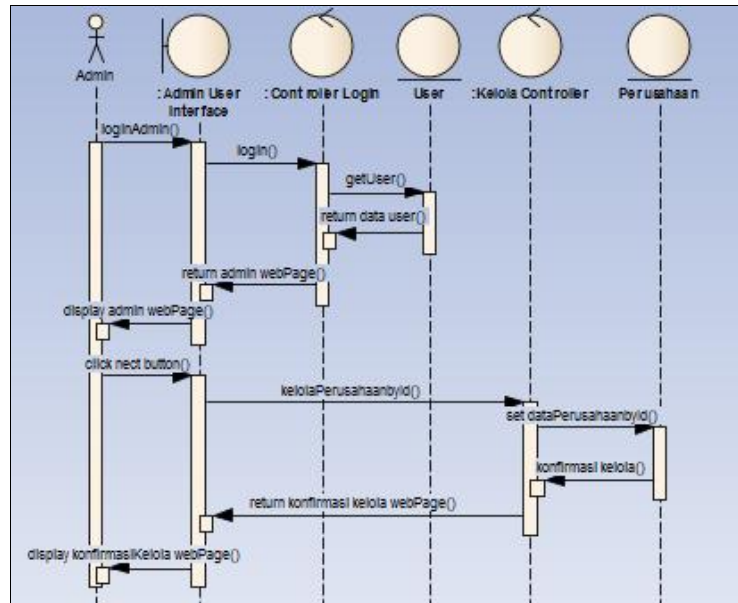 Admin
:Admin User
Interface
:Controller Login
User
:Kelola Controller
Perusahaan
loginAdmin()
login()
getUser()
return data user()
return admin webPage()
display admin webPage()
click nect button()
kelolaPerusahaanbyId()
set dataPerusahaanbyId()
konfirmasi kelola()
return konfirmasi kelola webPage()
display konfirmasiKelola webPage()